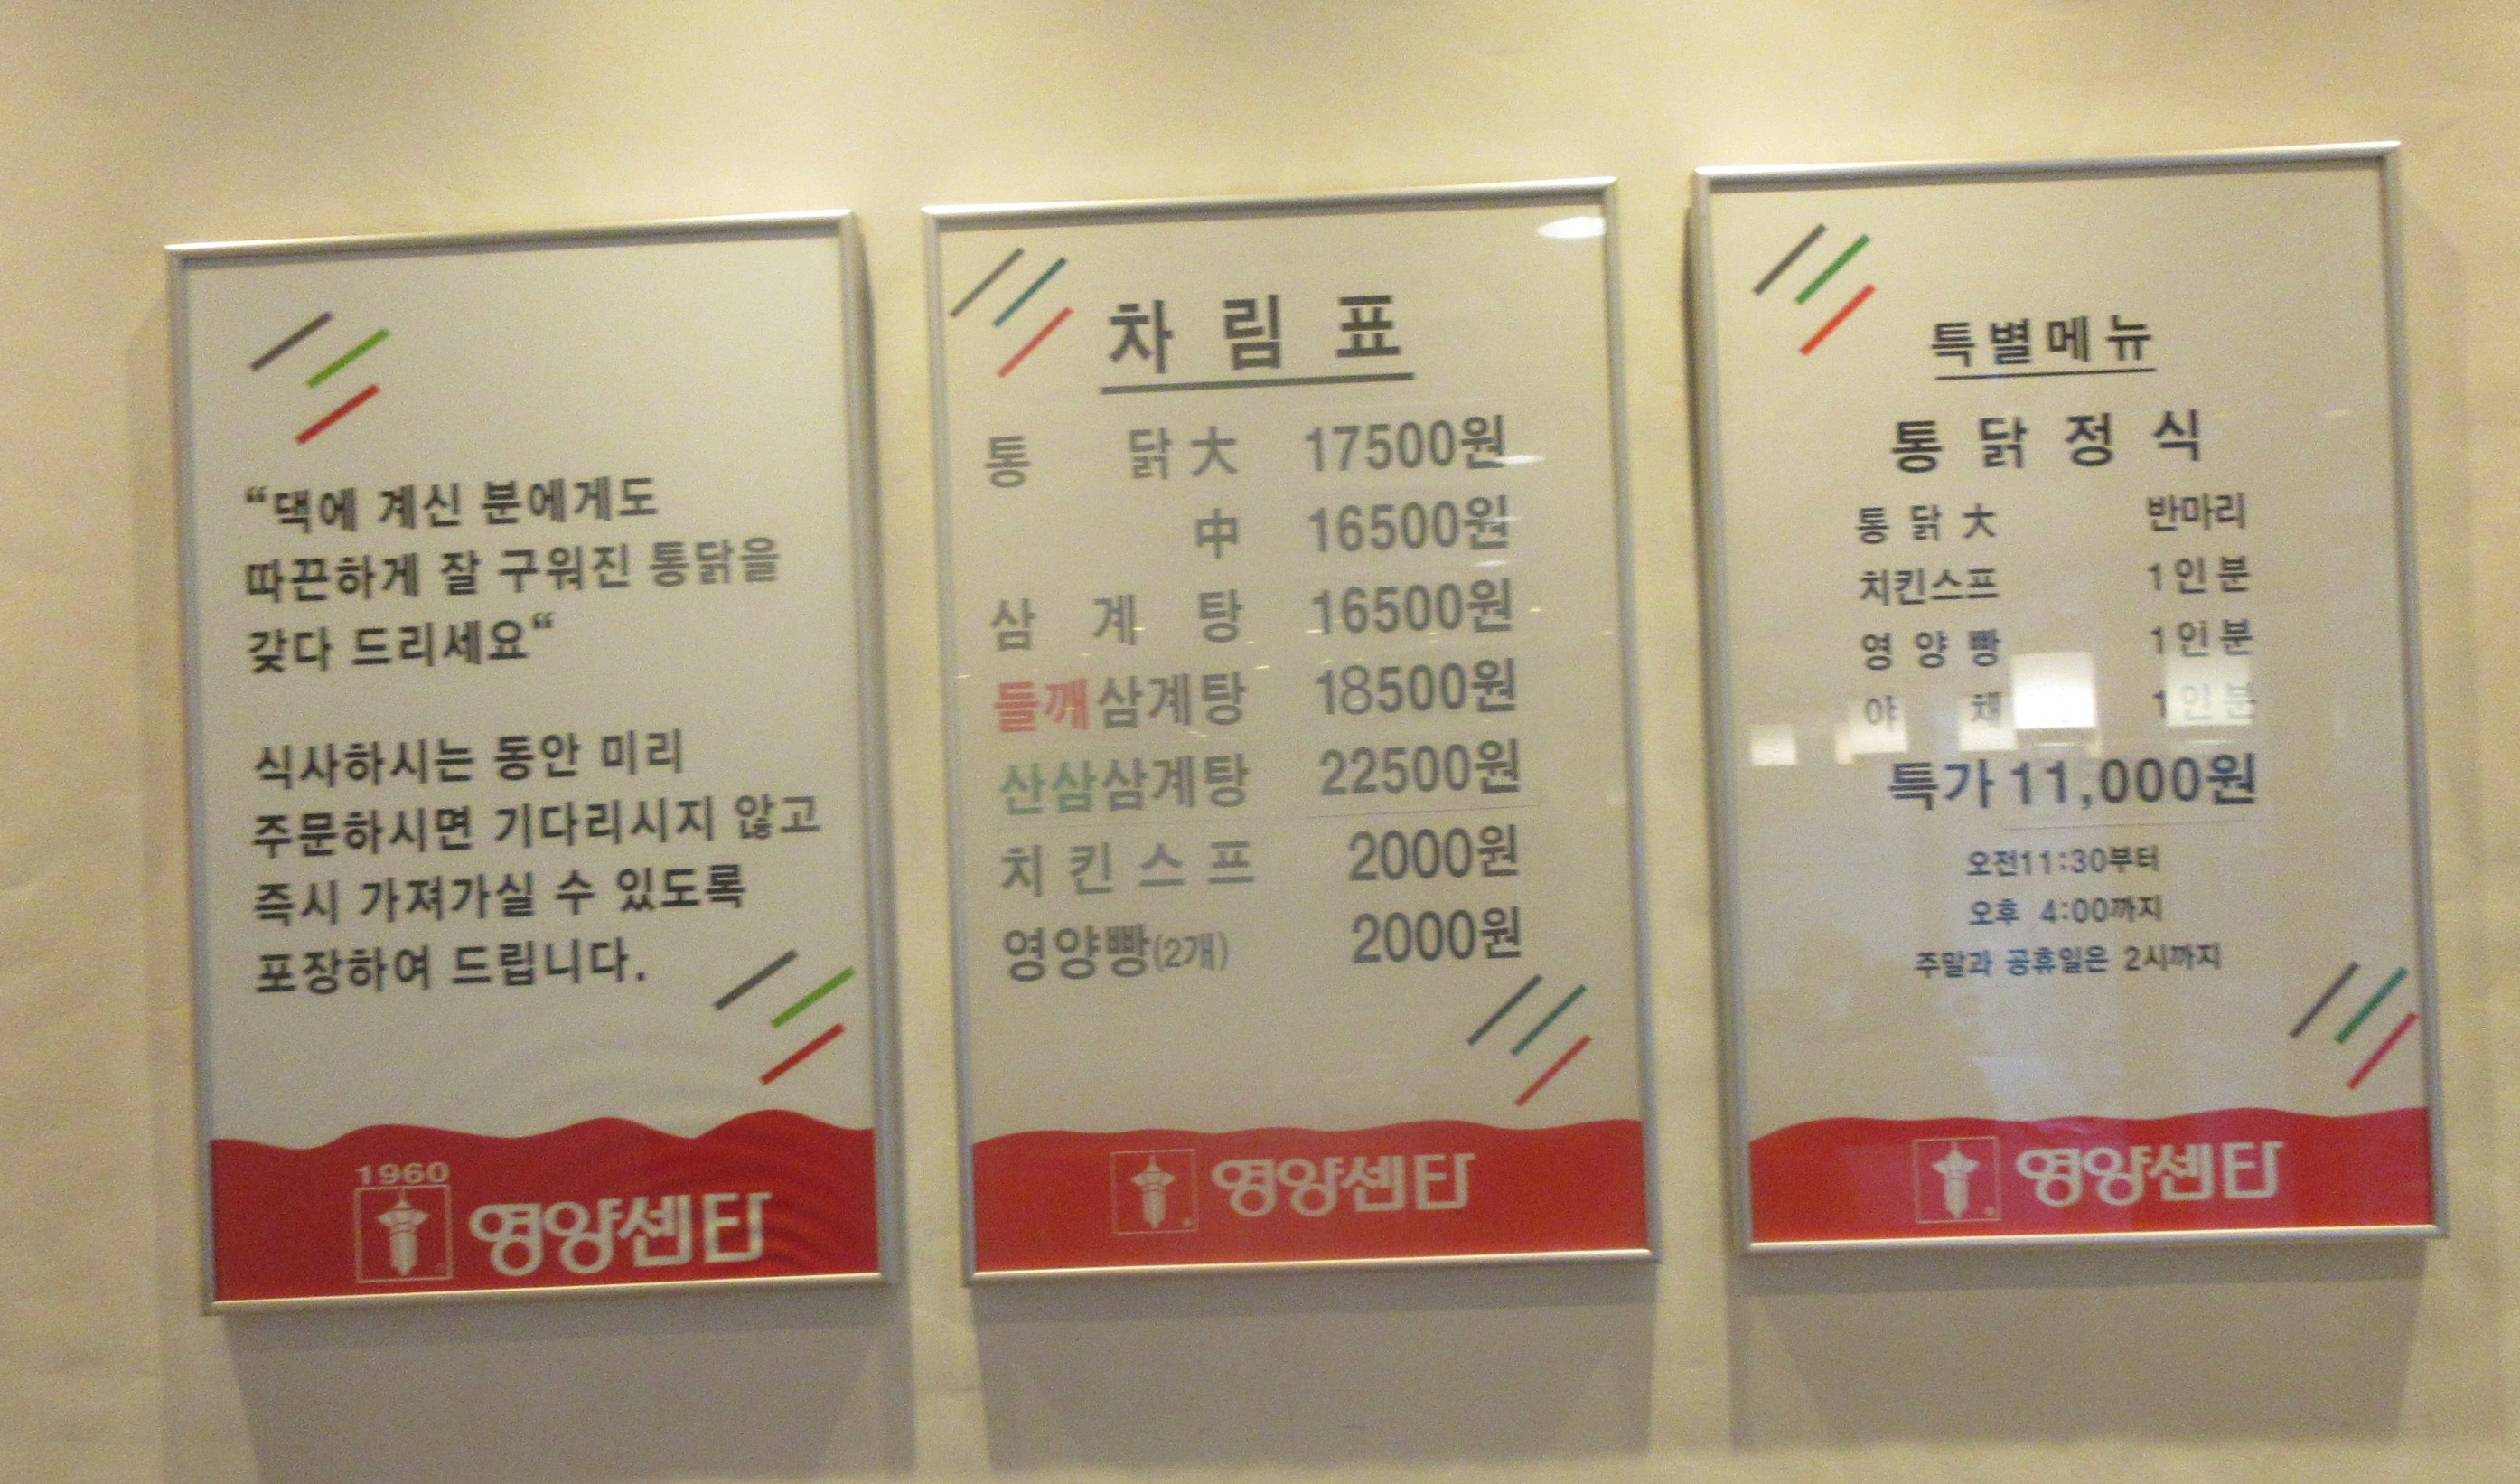 “댁에 계신 분에게도
따끈하게 잘 구워진 통닭을
갖다 드리세요“
식사하시는 동안 미리
주문하시면 기다리시지 않고
즉시 가져가실 수 있도록
포장하여 드립니다.
1960
영양센타
차림표
통 닭 大 17500원
中 16500원
삼 계 탕 16500원
들깨삼계탕 18500원
산삼삼계탕 22500원
치킨스프 2000원
영양빵(2개) 2000원
영양센타
특별메뉴
통닭정식
통 닭 大 반마리
치킨스프 1인분
영 양 빵 1인분
야 채 1인분
특가 11,000원
오전11:30부터
오후 4:00까지
주말과 공휴일은 2시까지
영양센타